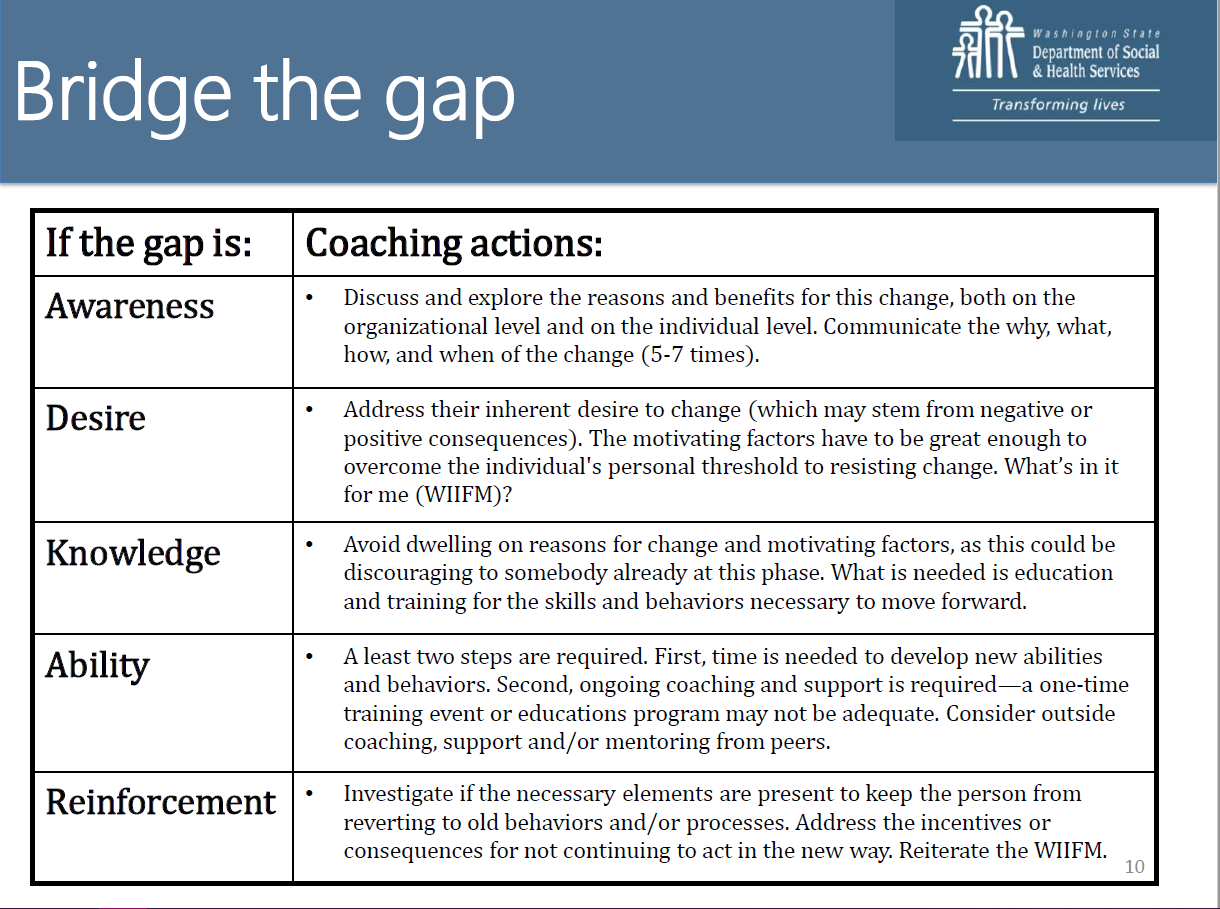 Bridge the gap
Washington State
Department of Social
& Health Services
Transforming lives
If the gap is:
Coaching actions:
Awareness
• Discuss and explore the reasons and benefits for this change, both on the
organizational level and on the individual level. Communicate the why, what,
how, and when of the change (5-7 times).
Desire
• Address their inherent desire to change (which may stem from negative or
positive consequences). The motivating factors have to be great enough to
overcome the individual's personal threshold to resisting change. What’s in it
for me (WIIFM)?
Knowledge
• Avoid dwelling on reasons for change and motivating factors, as this could be
discouraging to somebody already at this phase. What is needed is education
and training for the skills and behaviors necessary to move forward.
Ability
• A least two steps are required. First, time is needed to develop new abilities
and behaviors. Second, ongoing coaching and support is required—a one-time
training event or educations program may not be adequate. Consider outside
coaching, support and/or mentoring from peers.
Reinforcement
• Investigate if the necessary elements are present to keep the person from
reverting to old behaviors and/or processes. Address the incentives or
consequences for not continuing to act in the new way. Reiterate the WIIFM.
10